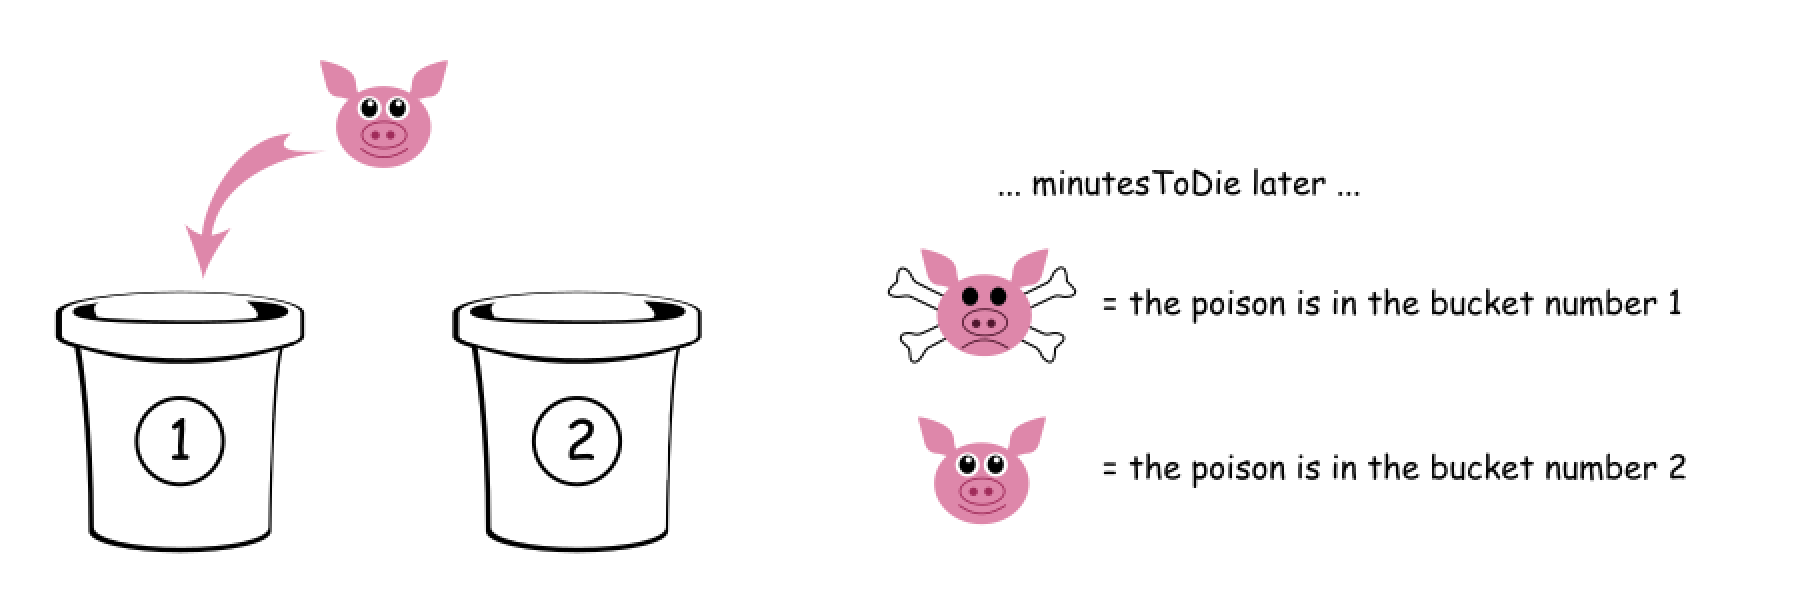 ... minutesToDie later ...
= the poison is in the bucket number 1
1
2
= the poison is in the bucket number 2